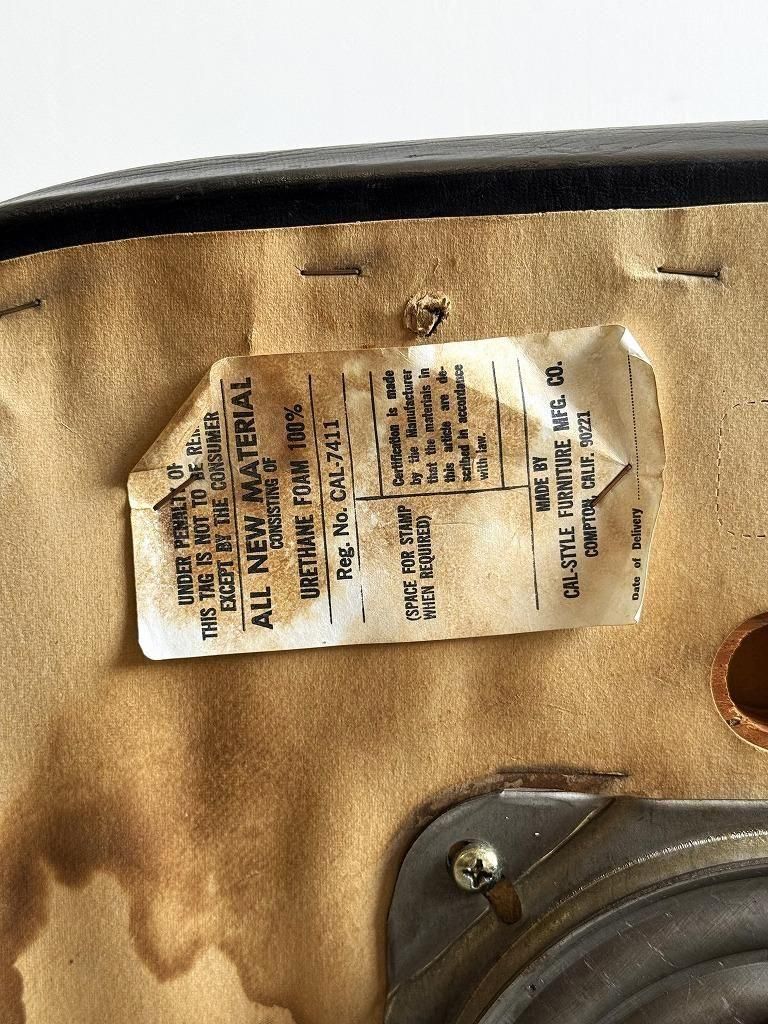 UNDER PENALTY OF
THIS TAG IS NOT TO BE
EXCEPT BY THE CONSUMER
ALL NEW MATERIAL
CONSISTING OF
URETHANE FOAM 100%
Reg. No. CAL-7411
(SPACE FOR STAMP
WHEN REQUIRED)
Certification is made
by the Manufacturer
that the materials in
this article are de-
scribed in accordance
with law.
MADE BY
CAL-STYLE FURNITURE MFG. CO.
COMPTON, CALIF. 90221
Date of Delivery